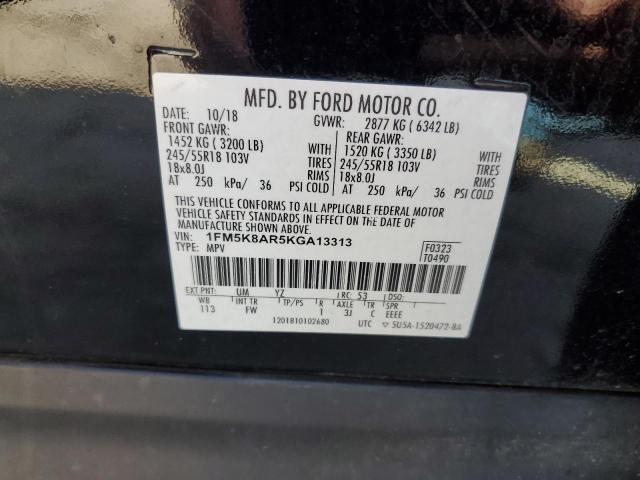 MFD. BY FORD MOTOR CO.
DATE: 10/18 GVWR: 2877 KG ( 6342 LB)
FRONT GAWR: REAR GAWR:
1452 KG ( 3200 LB) WITH 1520 KG ( 3350 LB) WITH
245/55R18 103V TIRES 245/55R18 103V TIRES
18x8.0J RIMS 18x8.0J RIMS
AT 250 kPa/ 36 PSI COLD AT 250 kPa/ 36 PSI COLD
THIS VEHICLE CONFORMS TO ALL APPLICABLE FEDERAL MOTOR
VEHICLE SAFETY STANDARDS IN EFFECT ON THE DATE OF
MANUFACTURE SHOWN ABOVE.
VIN: 1FM5K8AR5KGA13313 F0323
TYPE: MPV T0490
EXT PNT: UM YZ RC: 53 DSO:
WB INT TR TP/PS R AXLE TR SPR
113 FW 1 3J C EEEE
1201810102680 UTC ▽ 5U5A-1520472-BA